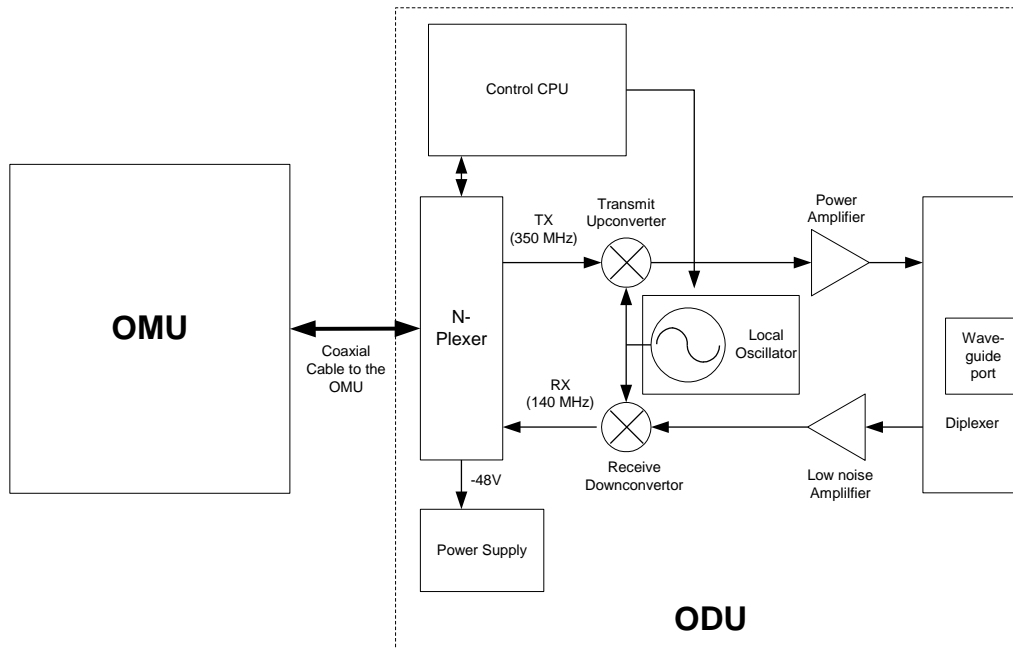 Control CPU
OMU
Coaxial
Cable to the
OMU
N-
Plexer
TX
(350 MHz)
Transmit
Upconverter
Power
Amplifier
Local
Oscillator
Wave-
guide
port
Diplexer
RX
(140 MHz)
Receive
Downconvertor
Low noise
Amplilfier
-48V
Power Supply
ODU